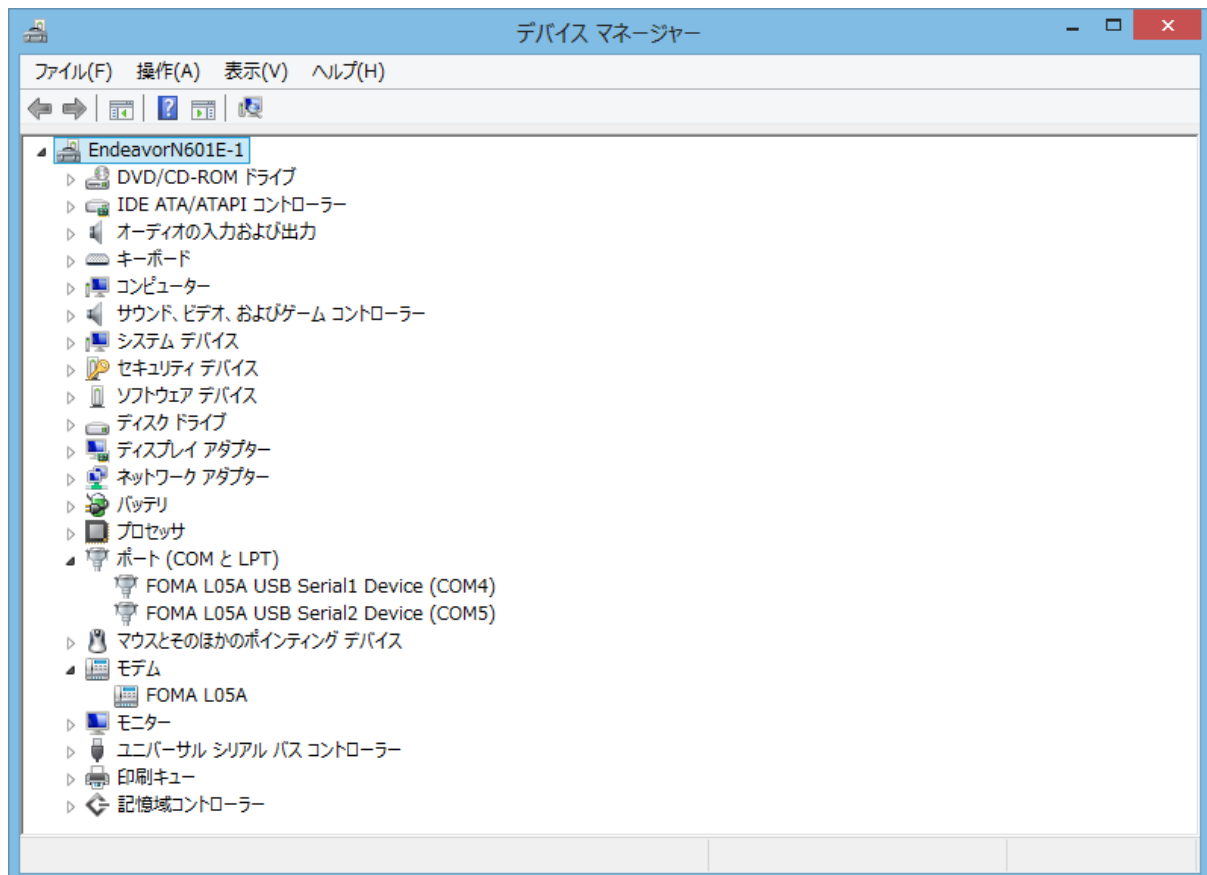 デバイス マネージャー
ファイル(F) 操作(A) 表示(V) ヘルプ(H)
EndeavorN601E-1
DVD/CD-ROM ドライブ
IDE ATA/ATAPI コントローラー
オーディオの入力および出力
キーボード
コンピューター
サウンド、ビデオ、およびゲーム コントローラー
システム デバイス
セキュリティ デバイス
ソフトウェア デバイス
ディスク ドライブ
ディスプレイ アダプター
ネットワーク アダプター
バッテリ
プロセッサ
ポート (COM と LPT)
FOMA L05A USB Serial1 Device (COM4)
FOMA L05A USB Serial2 Device (COM5)
マウスとそのほかのポインティング デバイス
モデム
FOMA L05A
モニター
ユニバーサル シリアル バス コントローラー
印刷キュー
記憶域コントローラー